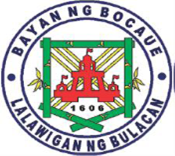 BAYAN NG BOCAUE
1606
LALAWIGAN NG BULACAN